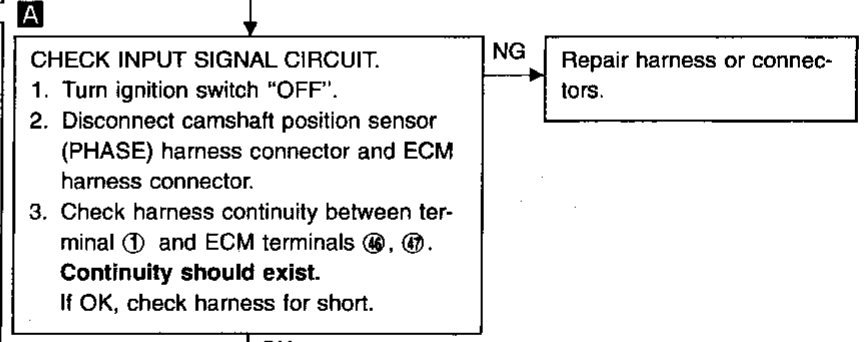 A
CHECK INPUT SIGNAL CIRCUIT.
1. Turn ignition switch “OFF”.
2. Disconnect camshaft position sensor
(PHASE) harness connector and ECM
harness connector.
3. Check harness continuity between ter-
minal ① and ECM terminals ㊻, ㊼.
Continuity should exist.
If OK, check harness for short.
NG
Repair harness or connec-
tors.